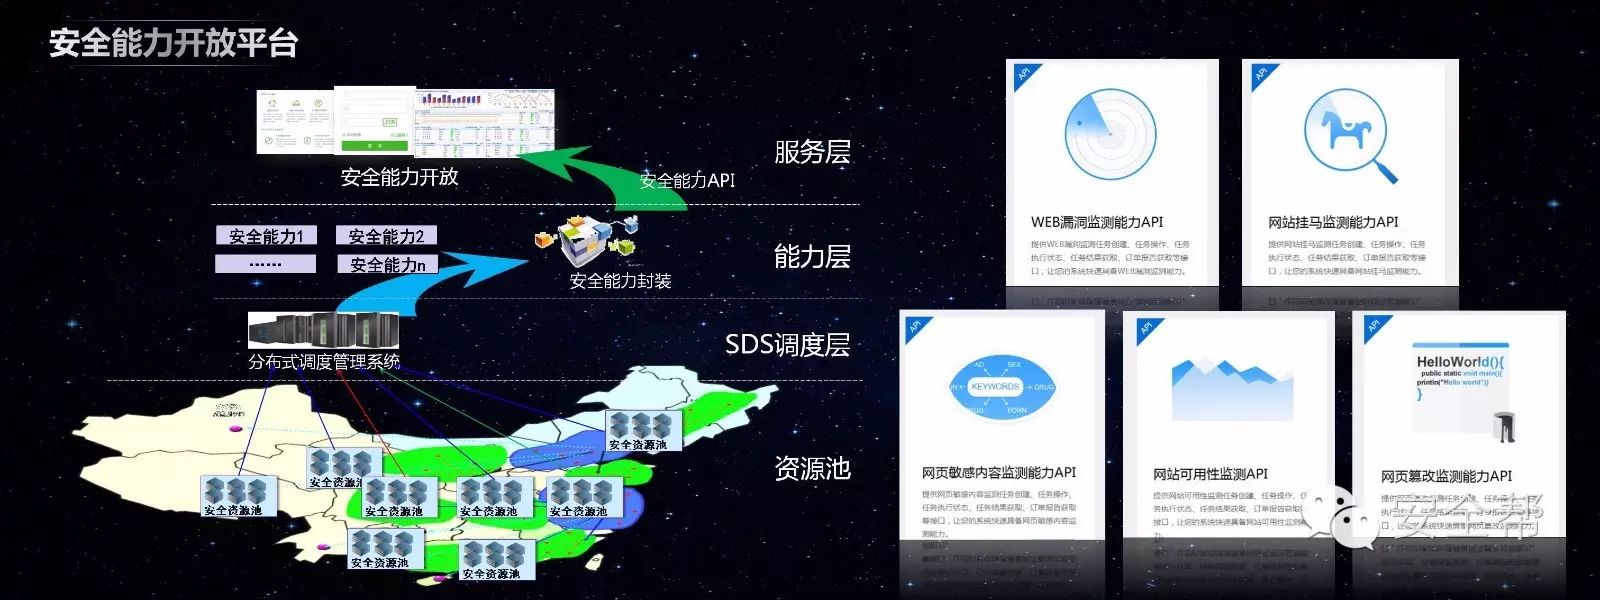 安全能力开放平台
安全能力开放
服务层
安全能力API
安全能力1
安全能力2
......
安全能力n
安全能力封装
能力层
分布式调度管理系统
SDS调度层
安全资源池
安全资源池
安全资源池
安全资源池
安全资源池
安全资源池
安全资源池
安全资源池
资源池
API
WEB漏洞监测能力API
提供WEB漏洞监测任务创建、任务操作、任务
执行状态、任务结果获取、订单报告获取等接
口，让您的系统快速具备WEB漏洞监测能力。
API
网站挂马监测能力API
提供网站挂马监测任务创建、任务操作、任务
执行状态、任务结果获取、订单报告获取等接
口，让您的系统快速具备网站挂马监测能力。
API
AD
SEX
KEYWORDS
DRUG
PORN
网页敏感内容监测能力API
提供网页敏感内容监测任务创建、任务操作、
任务执行状态、任务结果获取、订单报告获取
等接口，让您的系统快速具备网页敏感内容监
测能力。
API
网站可用性监测API
提供网站可用性监测任务创建、任务操作、任
务执行状态、任务结果获取、订单报告获取等
接口，让您的系统快速具备网站可用性监测能
力。
API
HelloWorld(){
public static void main(){
println("Hello world"))
}
网页篡改监测能力API
安全帮